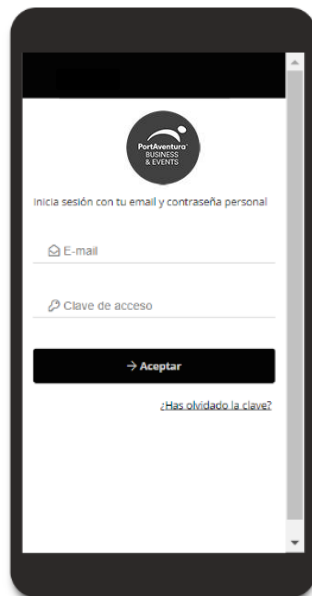 PortAventura
BUSINESS
& EVENTS
Inicia sesión con tu email y contraseña personal
E-mail
Clave de acceso
→ Aceptar
¿Has olvidado la clave?